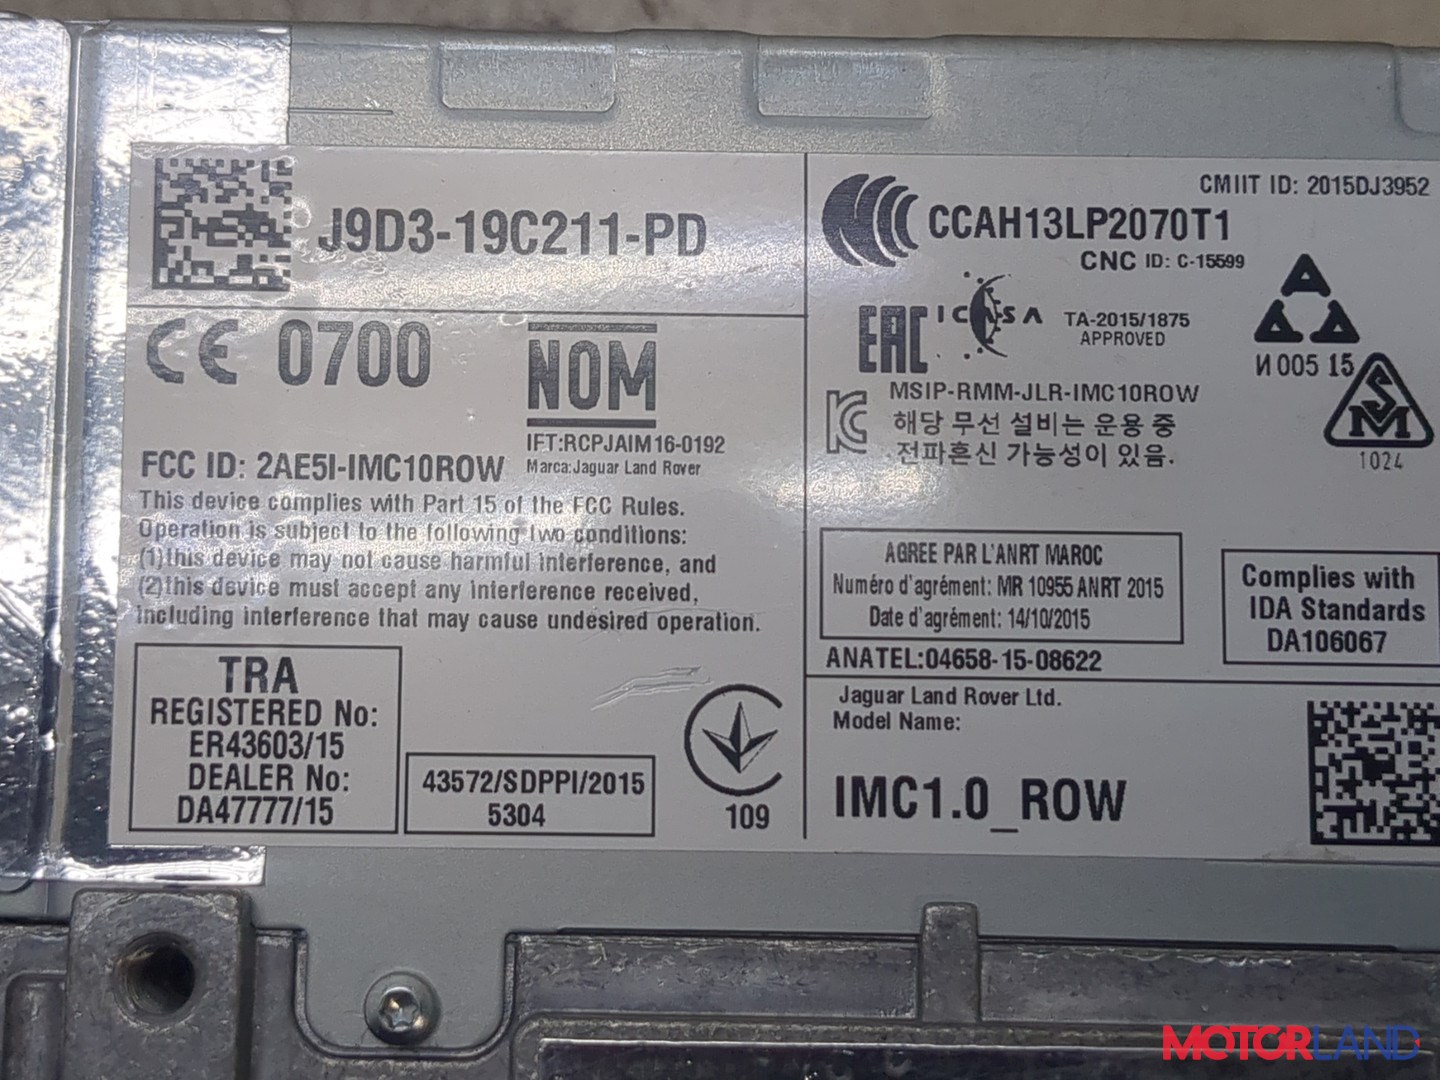 J9D3-19C211-PD
CE 0700
NOM
IFT:RCPJAIM16-0192
Marca:Jaguar Land Rover
FCC ID: 2AE5I-IMC10ROW
This device complies with Part 15 of the FCC Rules.
Operation is subject to the following two conditions:
(1)this device may not cause harmful interference, and
(2)this device must accept any interference received,
including interference that may cause undesired operation.
TRA
REGISTERED No:
ER43603/15
DEALER No:
DA47777/15
43572/SDPPI/2015
5304
109
CMIIT ID: 2015DJ3952
CCAH13LP2070T1
CNC ID: C-15599
EAC
ICASA
TA-2015/1875
APPROVED
И 005 15
KC
MSIP-RMM-JLR-IMC10ROW
해당 무선 설비는 운용 중
전파혼신 가능성이 있음.
SM
1024
AGREE PAR L'ANRT MAROC
Numéro d'agrément: MR 10955 ANRT 2015
Date d'agrément: 14/10/2015
Complies with
IDA Standards
DA106067
ANATEL:04658-15-08622
Jaguar Land Rover Ltd.
Model Name:
IMC1.0_ROW
MOTORLAND